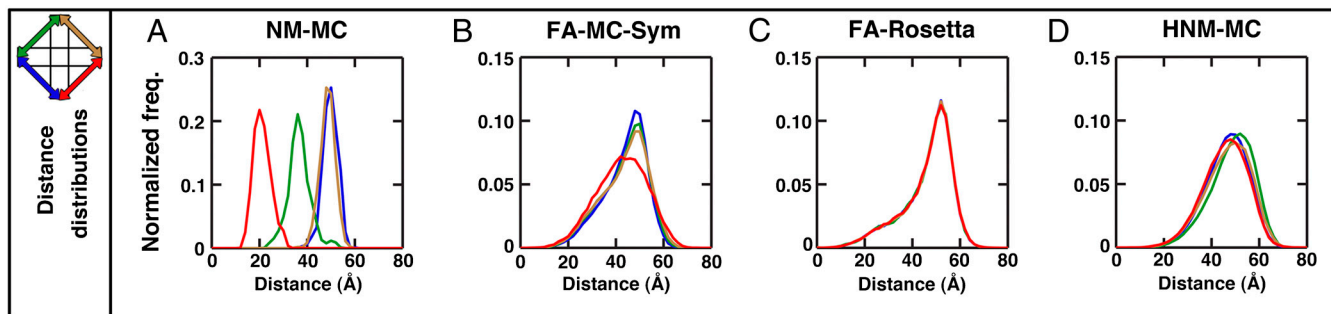 Distance
distributions
A
NM-MC
Normalized freq.
0.3
0.2
0.1
0
0
20
40
60
80
Distance (Å)
B
FA-MC-Sym
0.15
0.10
0.05
0
0
20
40
60
80
Distance (Å)
C
FA-Rosetta
0.15
0.10
0.05
0
0
20
40
60
80
Distance (Å)
D
HNM-MC
0.15
0.10
0.05
0
0
20
40
60
80
Distance (Å)